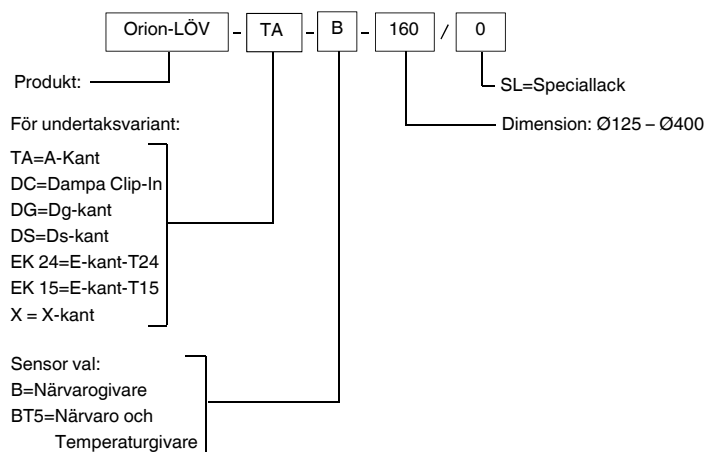 Orion-LÖV - TA - B - 160 / 0
Produkt:
SL=Speciallack
För undertaksvariant:
Dimension: Ø125 – Ø400
TA=A-Kant
DC=Dampa Clip-In
DG=Dg-kant
DS=Ds-kant
EK 24=E-kant-T24
EK 15=E-kant-T15
X = X-kant
Sensor val:
B=Närvarogivare
BT5=Närvaro och
Temperaturgivare